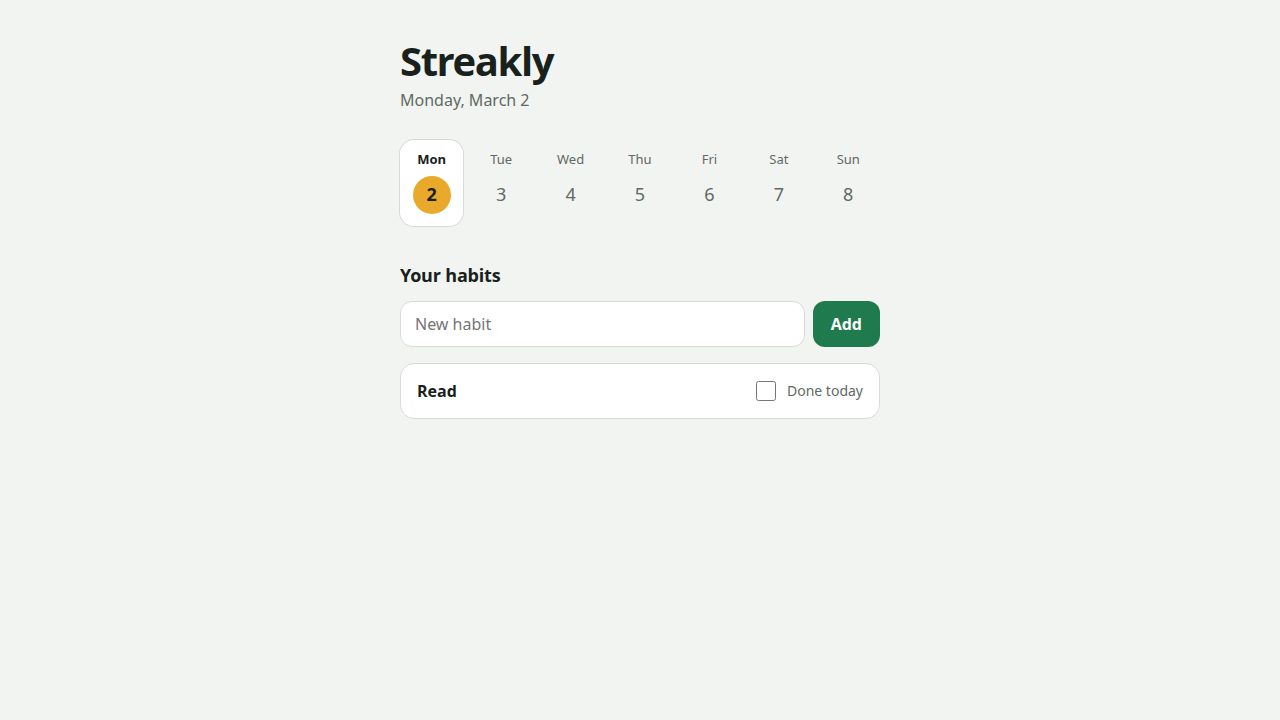 Streakly
Monday, March 2
Mon Tue Wed Thu Fri Sat Sun
2 3 4 5 6 7 8
Your habits
New habit Add
Read Done today